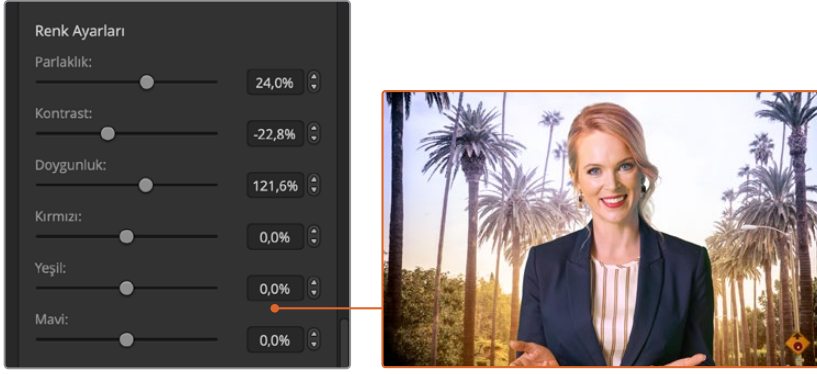 Renk Ayarları
Parlaklık:
24,0%
Kontrast:
-22,8%
Doygunluk:
121,6%
Kırmızı:
0,0%
Yeşil:
0,0%
Mavi:
0,0%